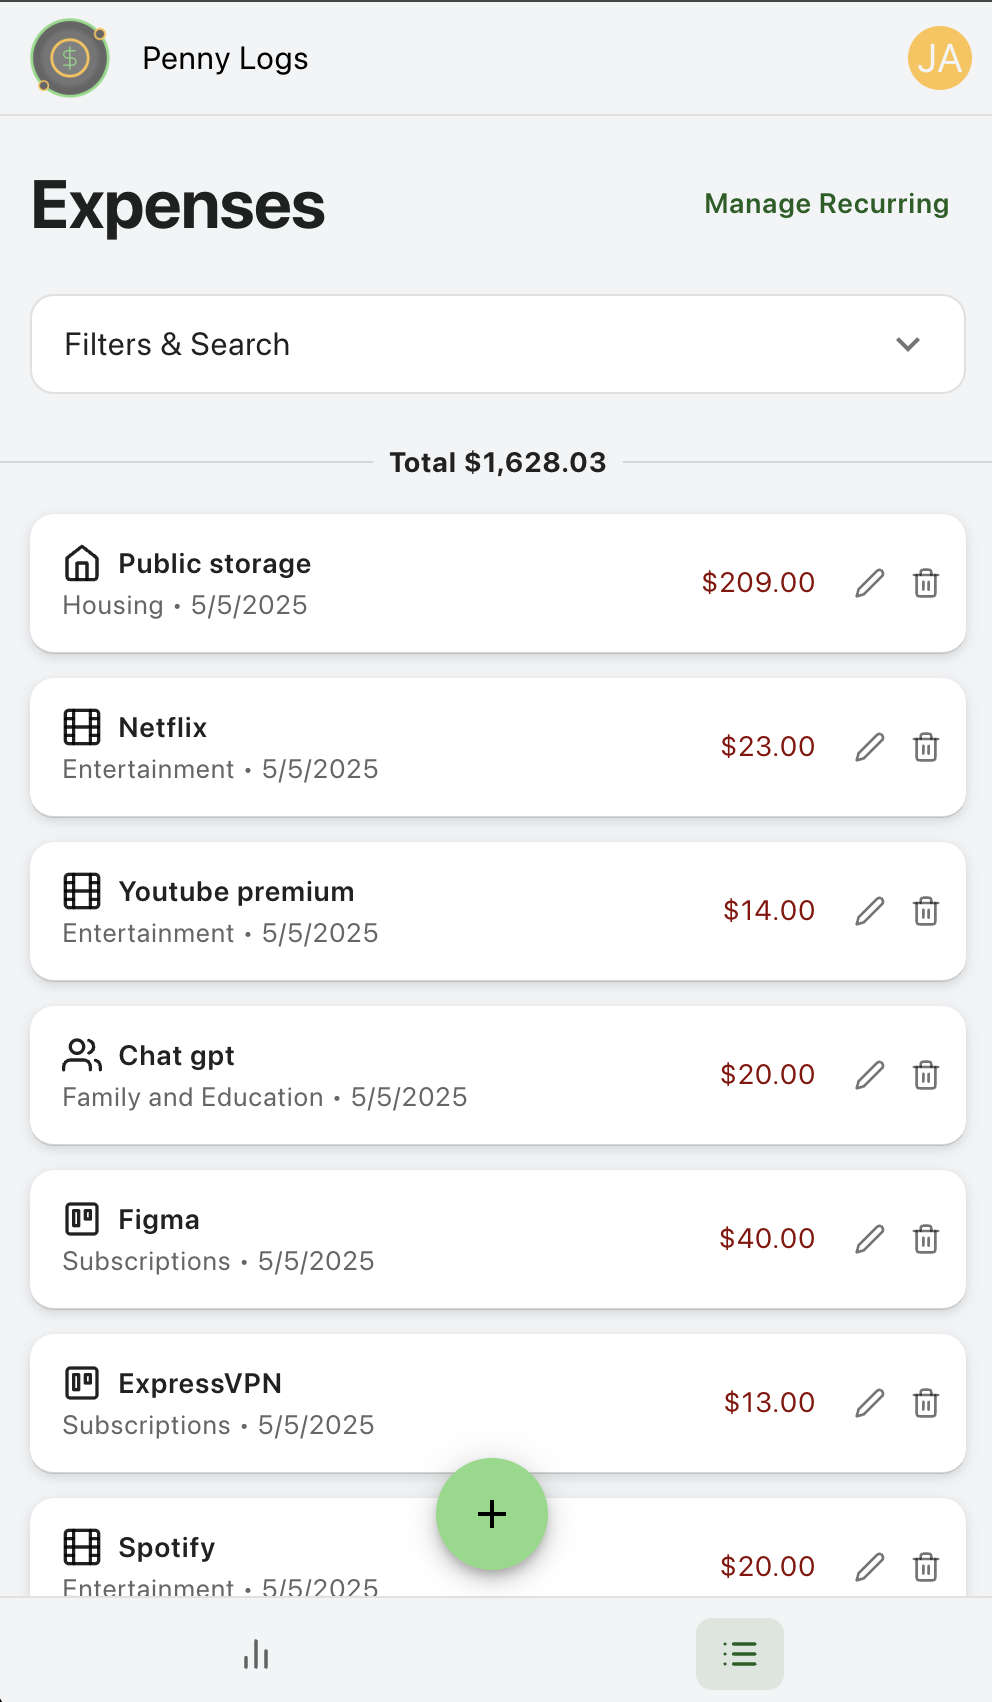 $
Penny Logs
JA
Expenses
Manage Recurring
Filters & Search
Total $1,628.03
Public storage
Housing • 5/5/2025
$209.00
Netflix
Entertainment • 5/5/2025
$23.00
Youtube premium
Entertainment • 5/5/2025
$14.00
Chat gpt
Family and Education • 5/5/2025
$20.00
Figma
Subscriptions • 5/5/2025
$40.00
ExpressVPN
Subscriptions • 5/5/2025
$13.00
+
Spotify
Entertainment • 5/5/2025
$20.00